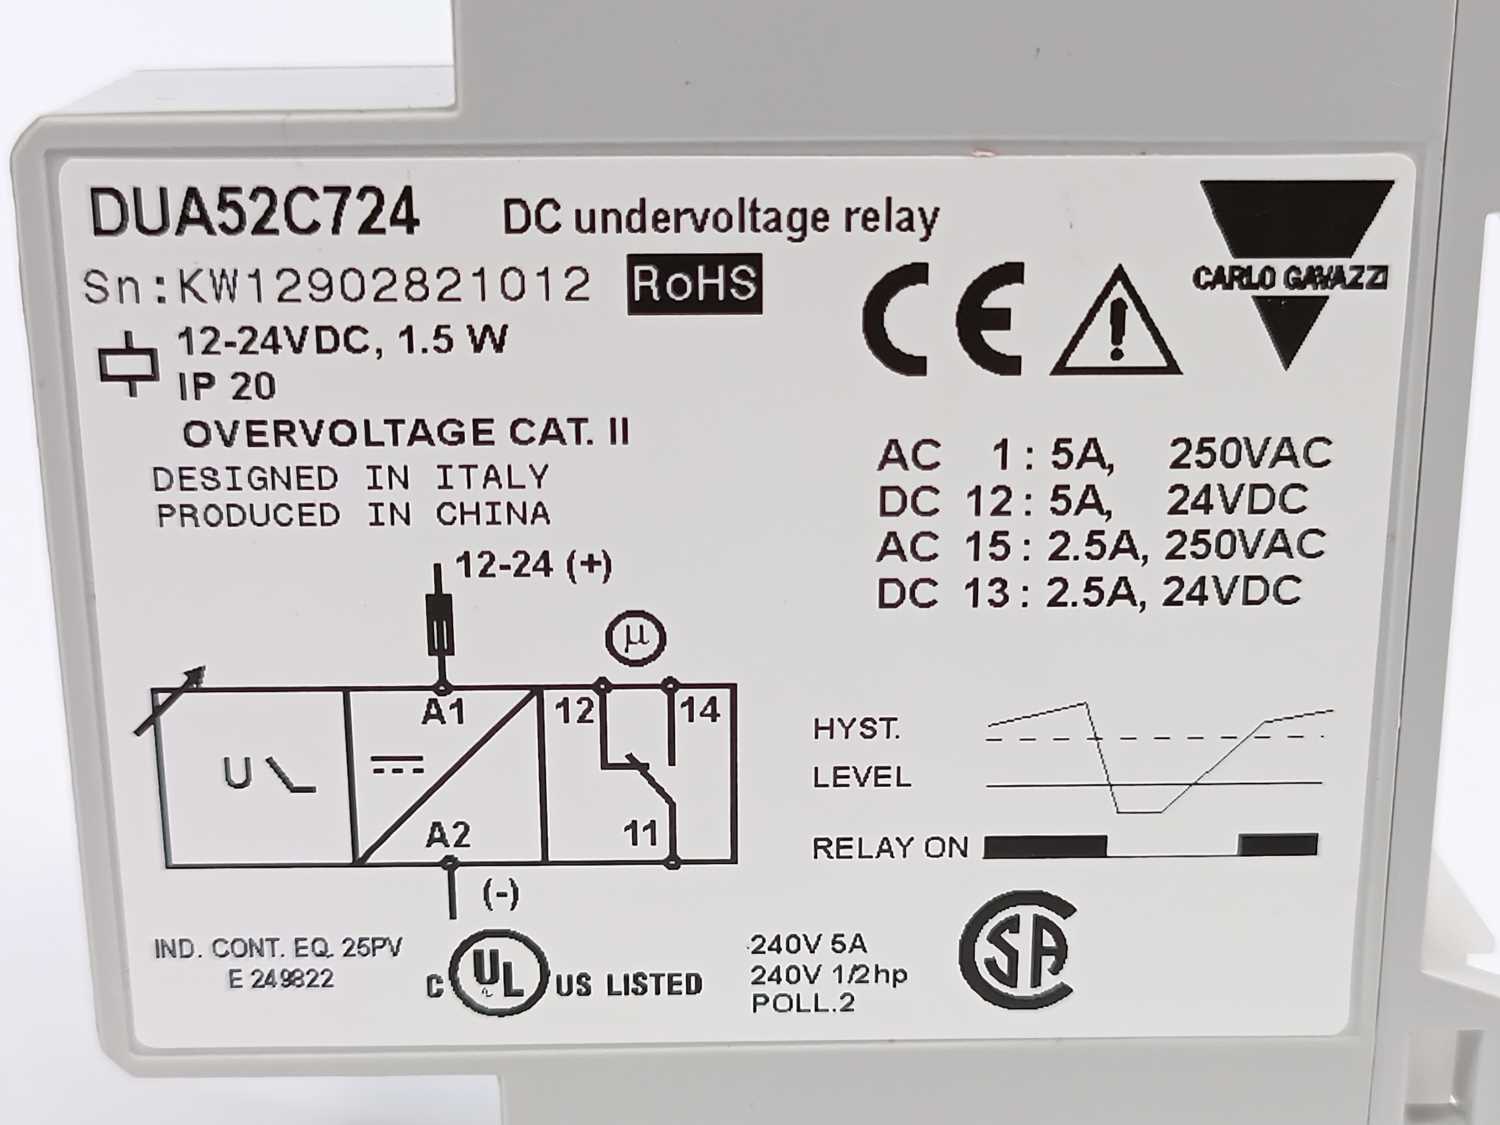 DUA52C724 DC undervoltage relay
Sn:KW12902821012 RoHS
CE
CARLO GAVAZZI
12-24VDC, 1.5 W
IP 20
OVERVOLTAGE CAT. II
DESIGNED IN ITALY
PRODUCED IN CHINA
AC 1: 5A, 250VAC
DC 12: 5A, 24VDC
AC 15: 2.5A, 250VAC
DC 13: 2.5A, 24VDC
12-24 (+)
μ
A1 12 14
U
A2 11
(-)
HYST.
LEVEL
RELAY ON
IND. CONT. EQ. 25PV
E 249822
C UL US LISTED
240V 5A
240V 1/2hp
POLL.2
CSA